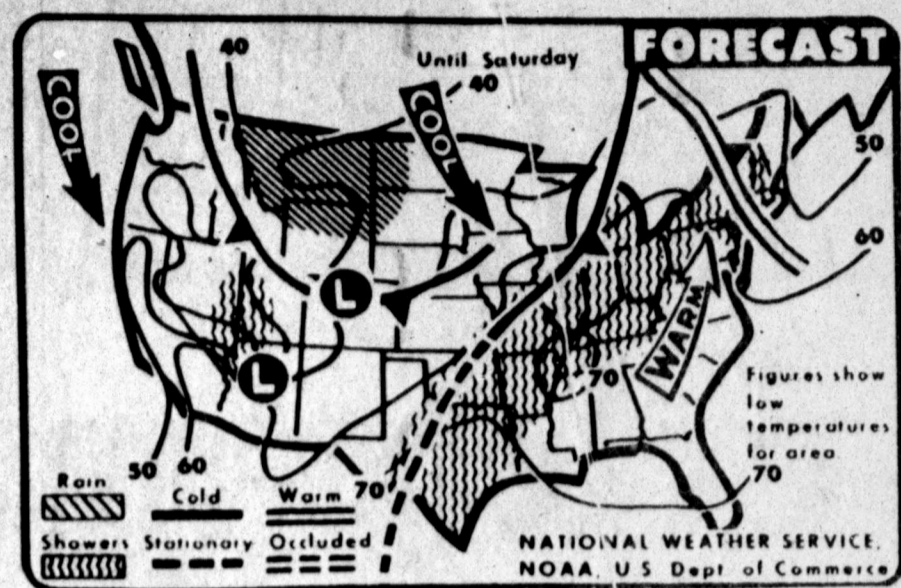 FORECAST
Until Saturday
40
40
COOL
COOL
50
60
L
L
WARM
70
Figures show
low
temperatures
for area
70
50 60
70
Rain
Cold
Warm
Showers
Stationary
Occluded
NATIONAL WEATHER SERVICE,
NOAA, U S Dept of Commerce